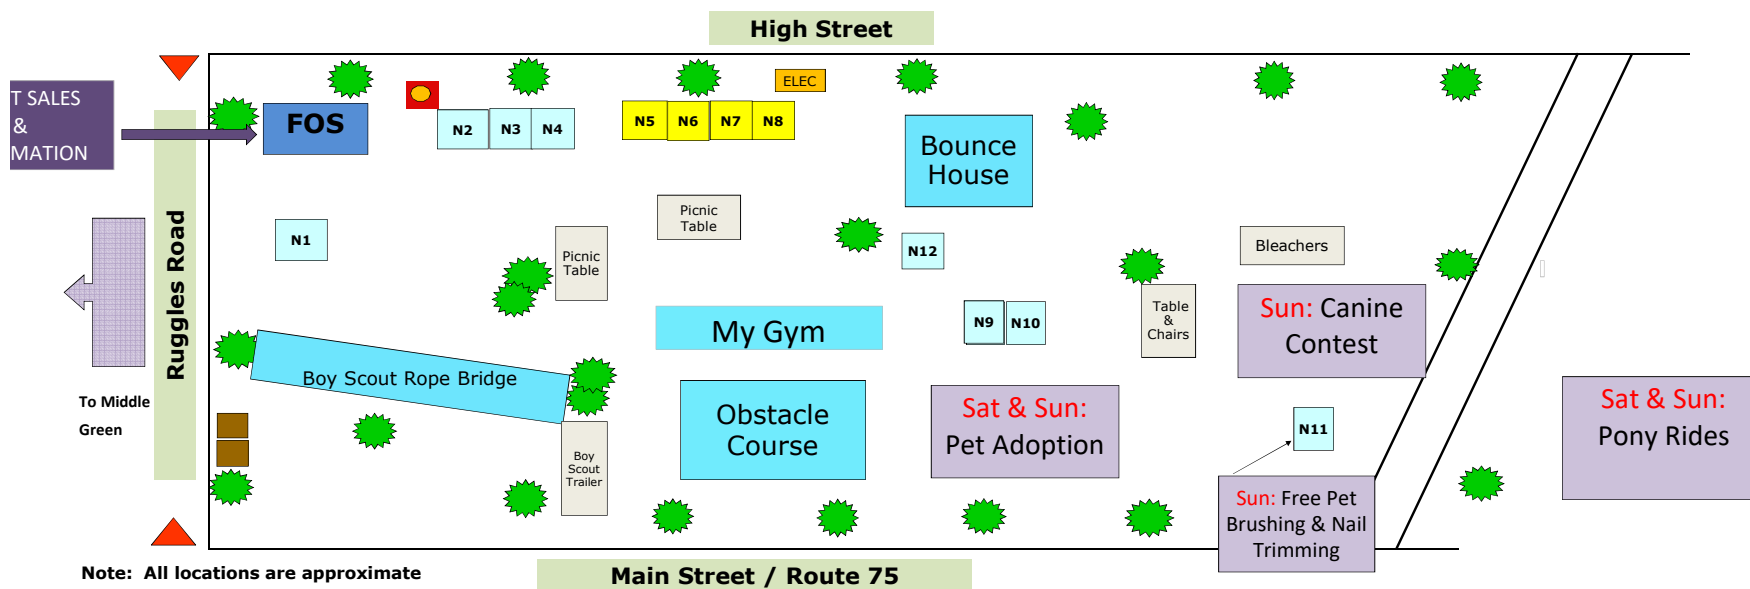 High Street
T SALES
&
MATION
FOS
N2
N3
N4
N5
N6
N7
N8
ELEC
Bounce
House
Ruggles Road
N1
Picnic
Table
Picnic
Table
N12
Bleachers
My Gym
N9
N10
Table
&
Chairs
Sun: Canine
Contest
Boy Scout Rope Bridge
To Middle
Green
Obstacle
Course
Sat & Sun:
Pet Adoption
N11
Sat & Sun:
Pony Rides
Boy
Scout
Trailer
Sun: Free Pet
Brushing & Nail
Trimming
Note: All locations are approximate
Main Street / Route 75